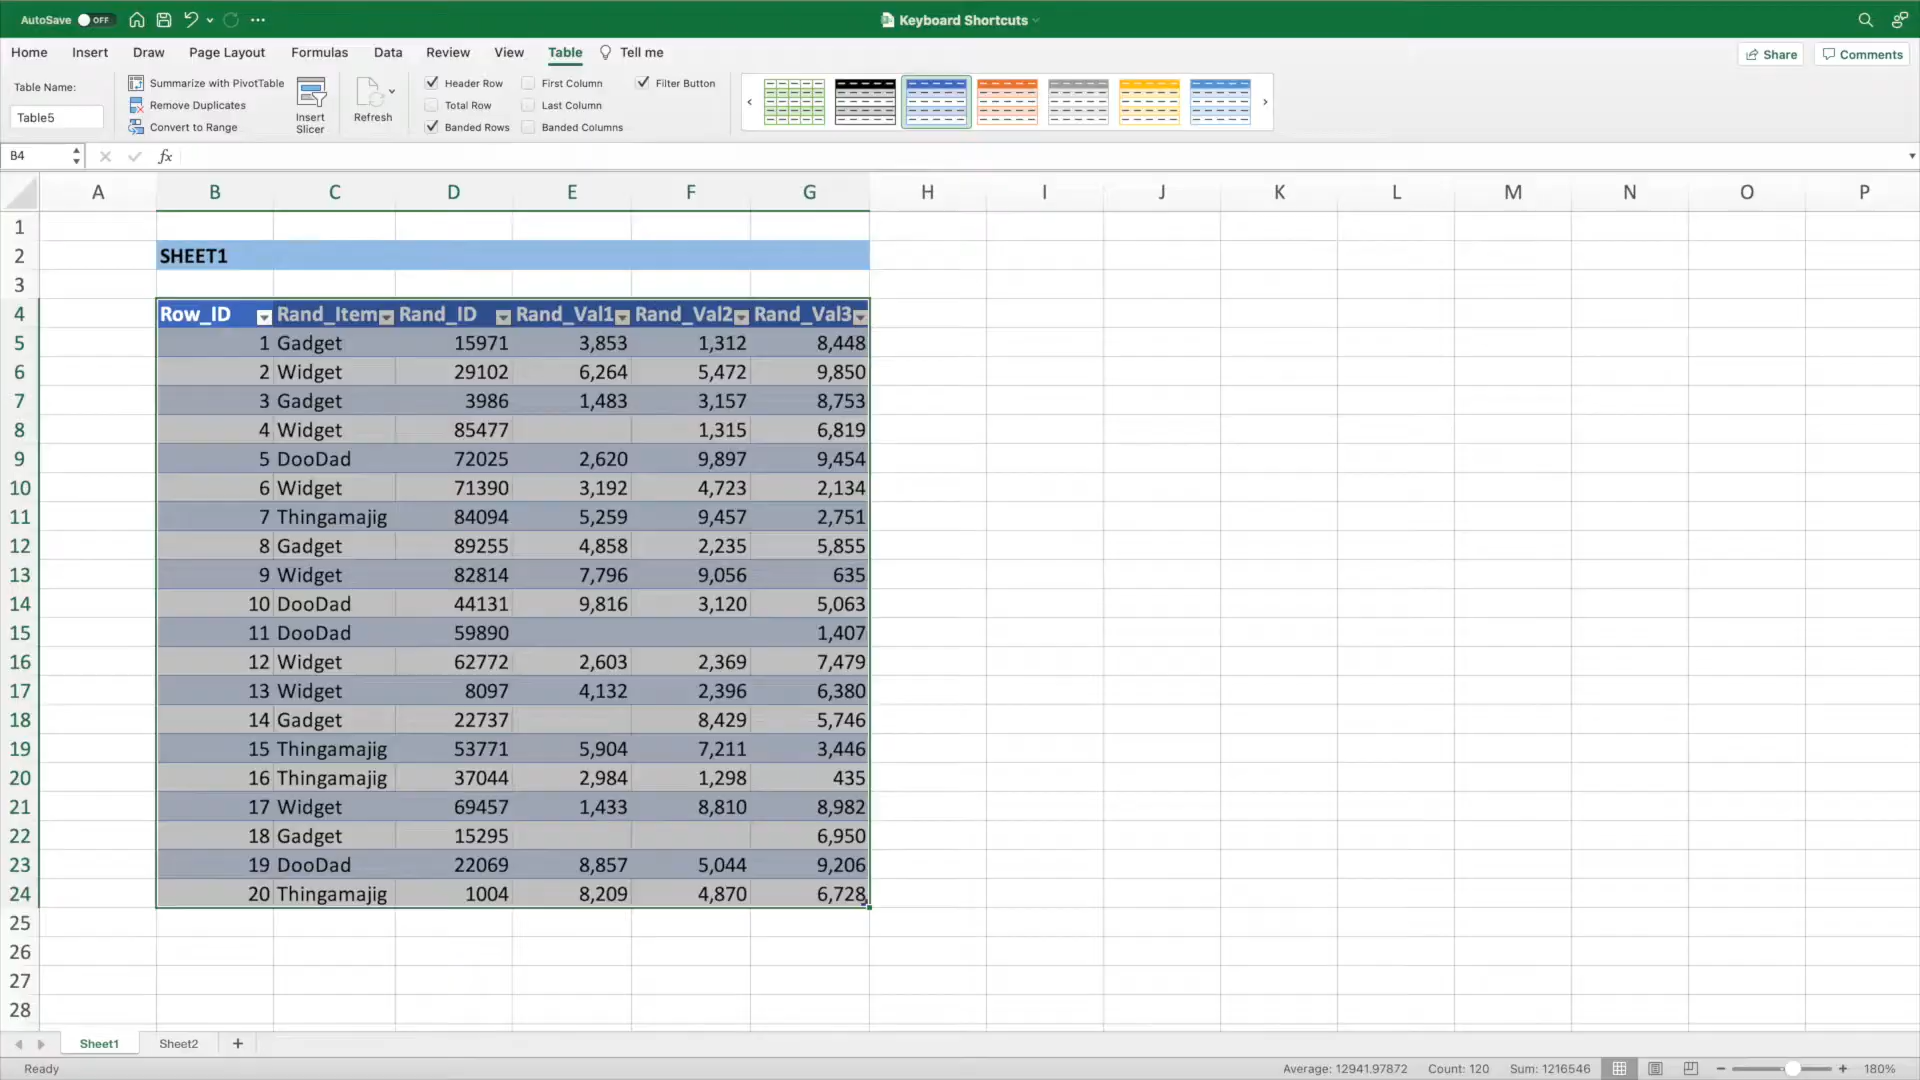 AutoSave OFF Keyboard Shortcuts
Home Insert Draw Page Layout Formulas Data Review View Table Tell me Share Comments
Table Name:
Table5
Summarize with PivotTable
Remove Duplicates
Convert to Range
Insert
Slicer
Refresh
Header Row First Column Filter Button
Total Row Last Column
Banded Rows Banded Columns
B4 fx
A B C D E F G H I J K L M N O P
1
2 SHEET1
3
4 Row_ID Rand_Item Rand_ID Rand_Val1 Rand_Val2 Rand_Val3
5 1 Gadget 15971 3,853 1,312 8,448
6 2 Widget 29102 6,264 5,472 9,850
7 3 Gadget 3986 1,483 3,157 8,753
8 4 Widget 85477 1,315 6,819
9 5 DooDad 72025 2,620 9,897 9,454
10 6 Widget 71390 3,192 4,723 2,134
11 7 Thingamajig 84094 5,259 9,457 2,751
12 8 Gadget 89255 4,858 2,235 5,855
13 9 Widget 82814 7,796 9,056 635
14 10 DooDad 44131 9,816 3,120 5,063
15 11 DooDad 59890 1,407
16 12 Widget 62772 2,603 2,369 7,479
17 13 Widget 8097 4,132 2,396 6,380
18 14 Gadget 22737 8,429 5,746
19 15 Thingamajig 53771 5,904 7,211 3,446
20 16 Thingamajig 37044 2,984 1,298 435
21 17 Widget 69457 1,433 8,810 8,982
22 18 Gadget 15295 6,950
23 19 DooDad 22069 8,857 5,044 9,206
24 20 Thingamajig 1004 8,209 4,870 6,728
25
26
27
28
Sheet1 Sheet2 +
Ready Average: 12941.97872 Count: 120 Sum: 1216546 180%